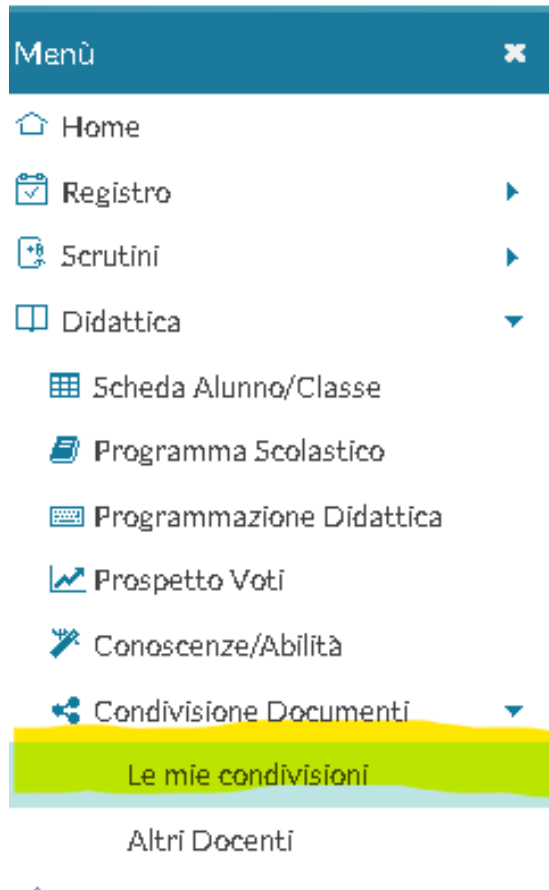 Menù
Home
Registro
Scrutini
Didattica
Scheda Alunno/Classe
Programma Scolastico
Programmazione Didattica
Prospetto Voti
Conoscenze/Abilità
Condivisione Documenti
Le mie condivisioni
Altri Docenti